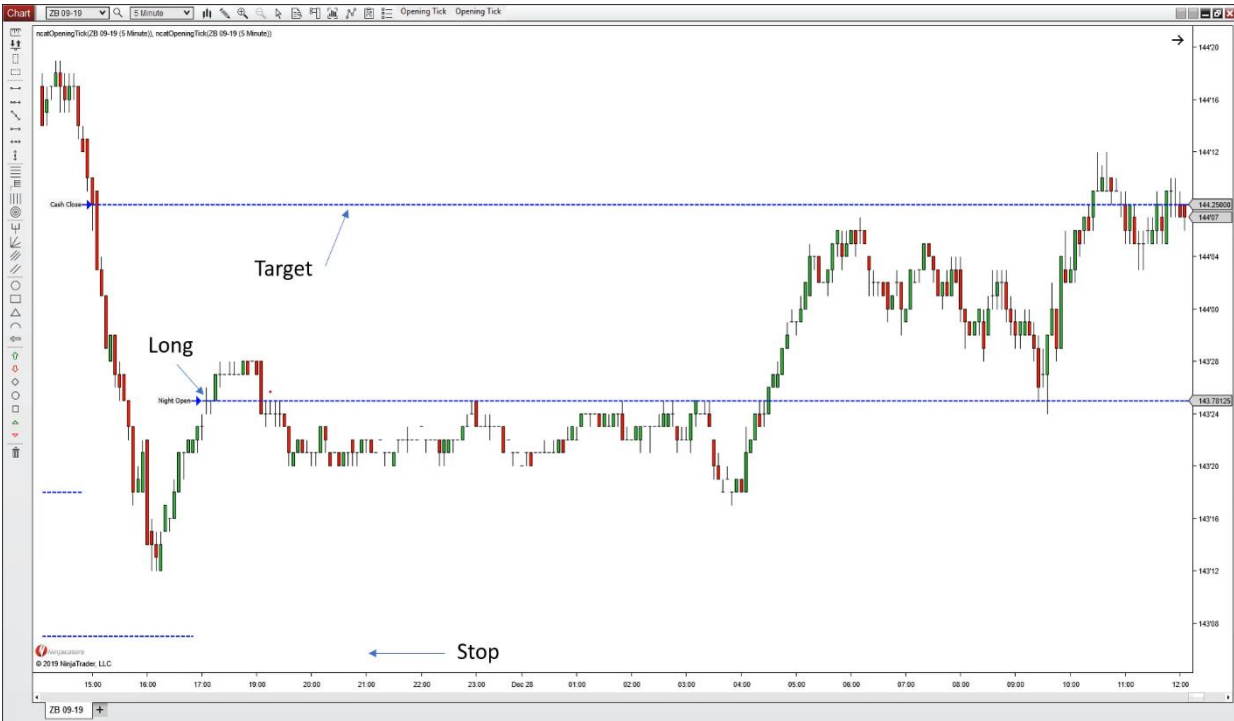 Chart ZB 09-19 5 Minute Opening Tick Opening Tick
ncatOpeningTick(ZB 09-19 (5 Minute)), ncatOpeningTick(ZB 09-19 (5 Minute))
144'20
144'16
144'12
Cash Close
144.25000
144'07
Target
144'04
144'00
Long
143'28
Night Open
143.78125
143'24
143'20
143'16
143'12
143'08
Stop
Ninjacators
© 2019 NinjaTrader, LLC
15:00 16:00 17:00 19:00 20:00 21:00 22:00 23:00 Dec 28 01:00 02:00 03:00 04:00 05:00 06:00 07:00 08:00 09:00 10:00 11:00 12:00
ZB 09-19